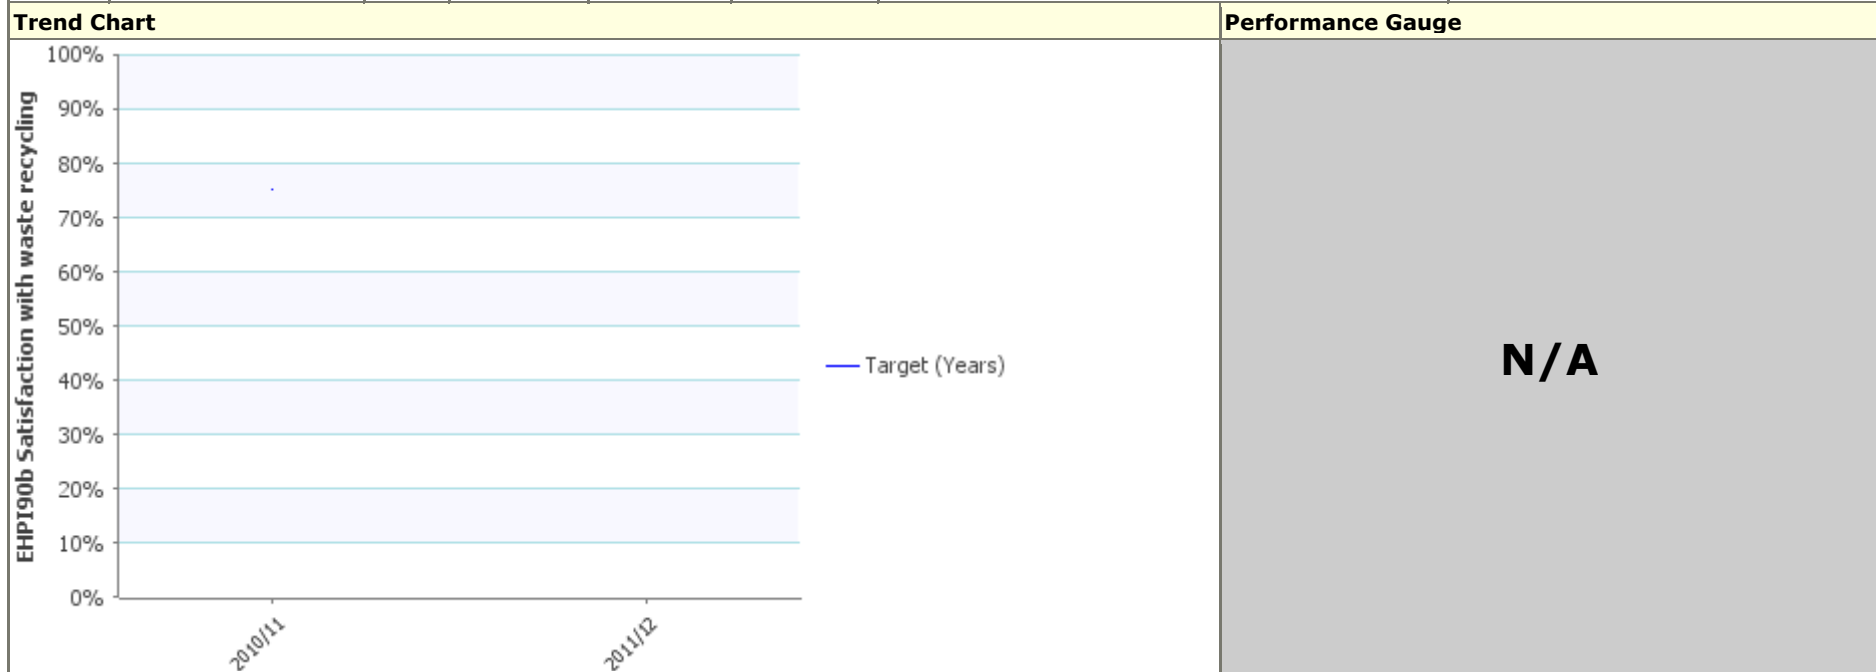 Trend Chart
Performance Gauge
EHPI90b Satisfaction with waste recycling
100%
90%
80%
70%
60%
50%
40%
30%
20%
10%
0%
2010/11
2011/12
Target (Years)
N/A